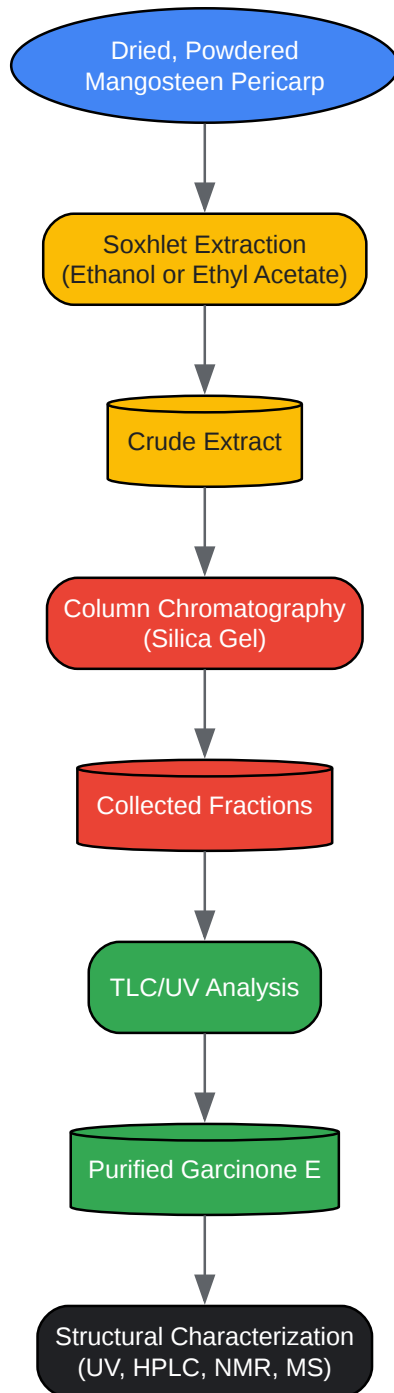 Dried, Powdered
Mangosteen Pericarp
Soxhlet Extraction
(Ethanol or Ethyl Acetate)
Crude Extract
Column Chromatography
(Silica Gel)
Collected Fractions
TLC/UV Analysis
Purified Garcinone E
Structural Characterization
(UV, HPLC, NMR, MS)